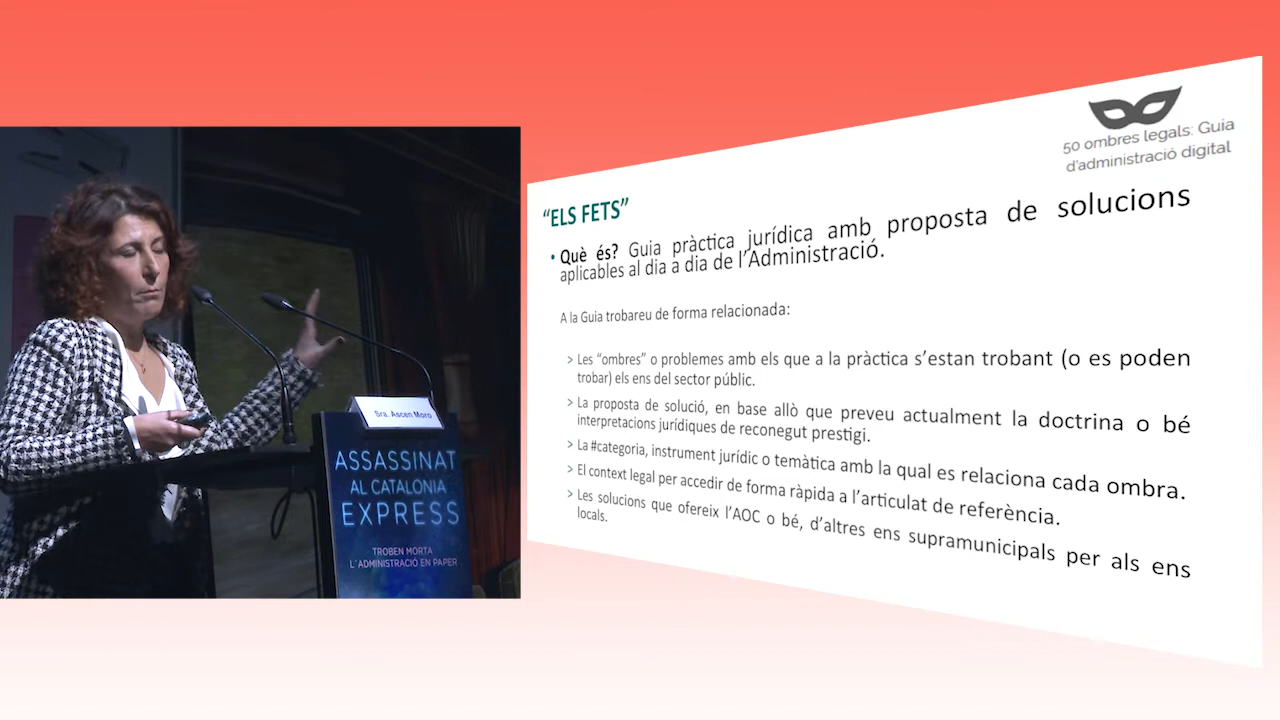 Sra. Ascen Moro
ASSASSINAT
AL CATALONIA
EXPRESS
TROBEN MORTA
L´ADMINISTRACIÓ EN PAPER
50 ombres legals: Guia
d'administració digital
“ELS FETS”
• Què és? Guia pràctica jurídica amb proposta de solucions
aplicables al dia a dia de l’Administració.
A la Guia trobareu de forma relacionada:
> Les “ombres” o problemes amb els que a la pràctica s’estan trobant (o es poden
trobar) els ens del sector públic.
> La proposta de solució, en base allò que preveu actualment la doctrina o bé
interpretacions jurídiques de reconegut prestigi.
> La #categoria, instrument jurídic o temàtica amb la qual es relaciona cada ombra.
> El context legal per accedir de forma ràpida a l’articulat de referència.
> Les solucions que ofereix l’AOC o bé, d’altres ens supramunicipals per als ens
locals.